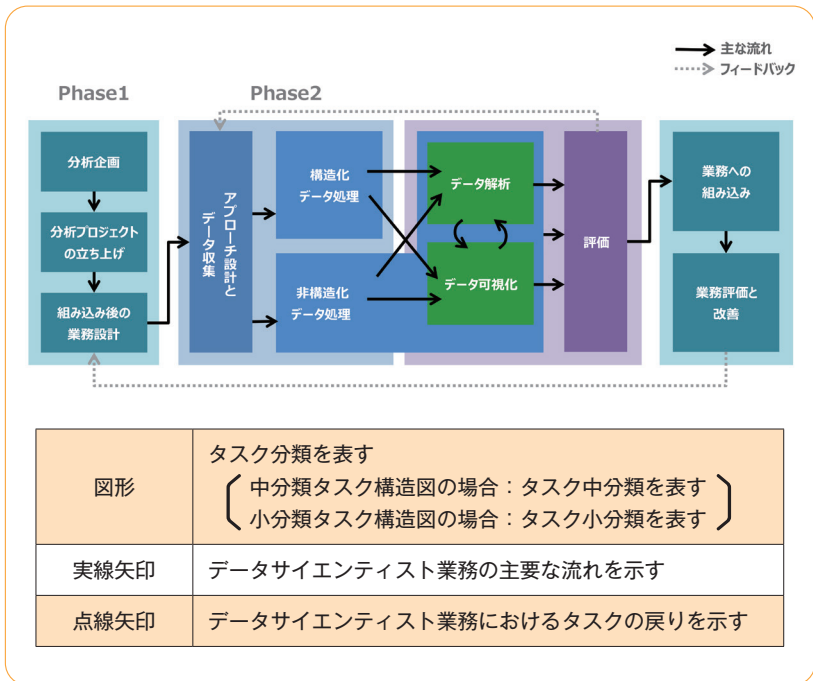 主な流れ
フィードバック
Phase1
Phase2
分析企画
分析プロジェクト
の立ち上げ
組み込み後の
業務設計
アプローチ設計と
データ収集
構造化
データ処理
非構造化
データ処理
データ解析
データ可視化
評価
業務への
組み込み
業務評価と
改善
図形
タスク分類を表す
中分類タスク構造図の場合：タスク中分類を表す
小分類タスク構造図の場合：タスク小分類を表す
実線矢印
データサイエンティスト業務の主要な流れを示す
点線矢印
データサイエンティスト業務におけるタスクの戻りを示す